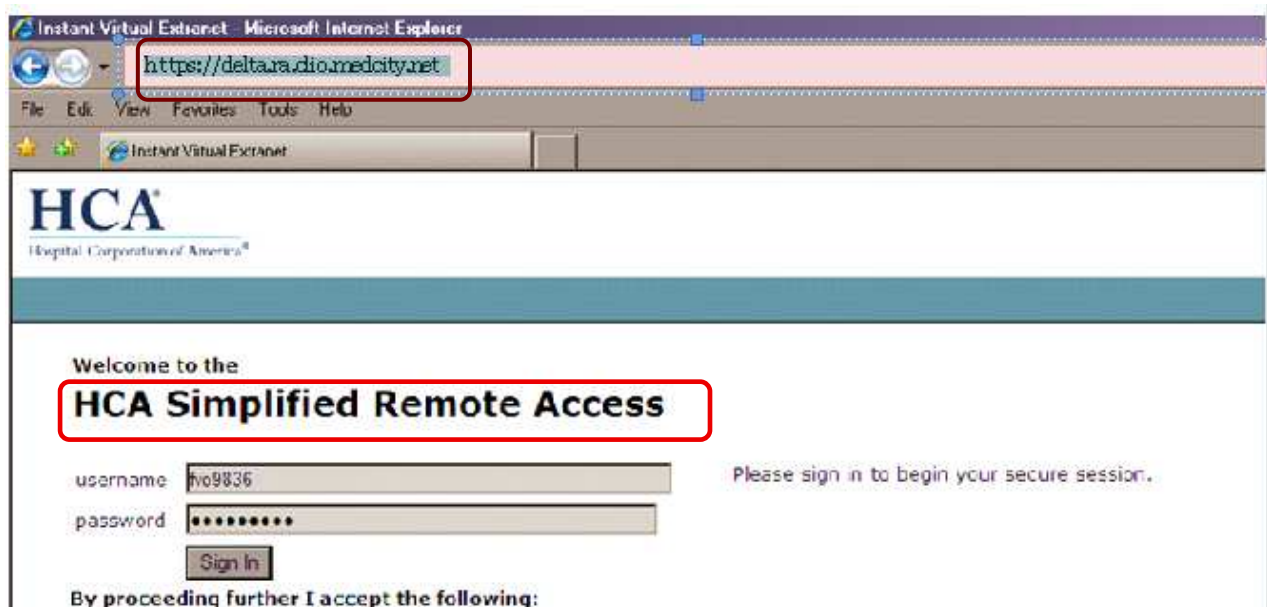 Instant Virtual Extranet - Microsoft Internet Explorer
https://deltara.dio.medcity.net
File Edit View Favorites Tools Help
Instant Virtual Extranet
HCA
Hospital Corporation of America®
Welcome to the
HCA Simplified Remote Access
username fvo9836
Please sign in to begin your secure session.
password •••••••••
Sign In
By proceeding further I accept the following: